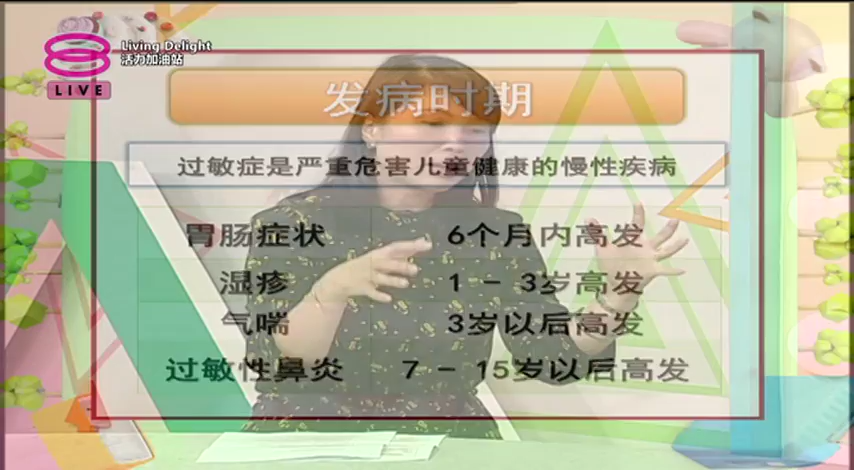 Living Delight
活力加油站
8
LIVE
发病时期
过敏症是严重危害儿童健康的慢性疾病
胃肠症状 6个月内高发
湿疹 1 - 3岁高发
气喘 3岁以后高发
过敏性鼻炎 7 - 15岁以后高发